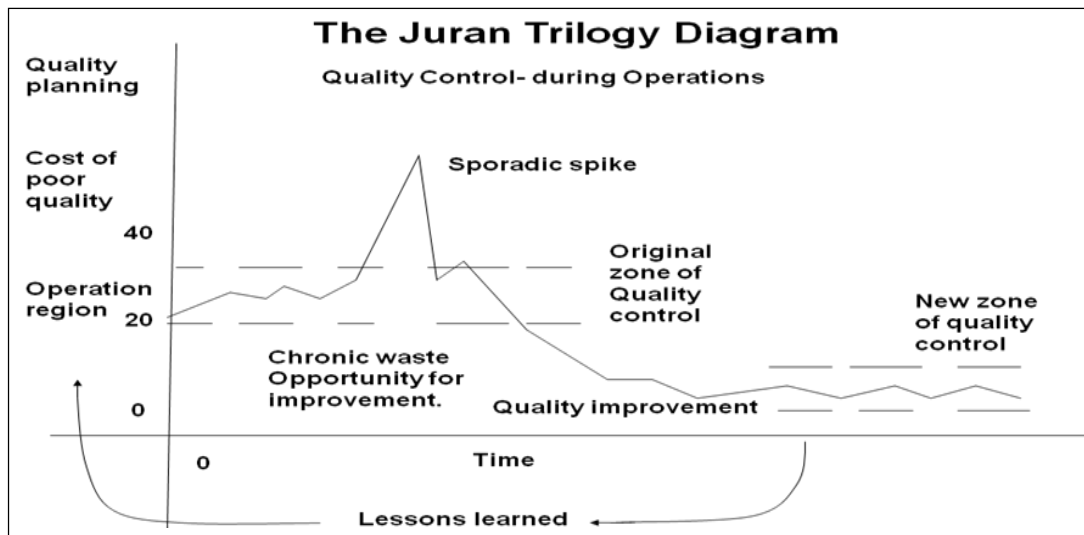 The Juran Trilogy Diagram
Quality
planning
Quality Control- during Operations
Cost of
poor
quality
Sporadic spike
40
Original
zone of
Quality
control
Operation
region
20
New zone
of quality
control
Chronic waste
Opportunity for
improvement.
0
Quality improvement
0
Time
Lessons learned